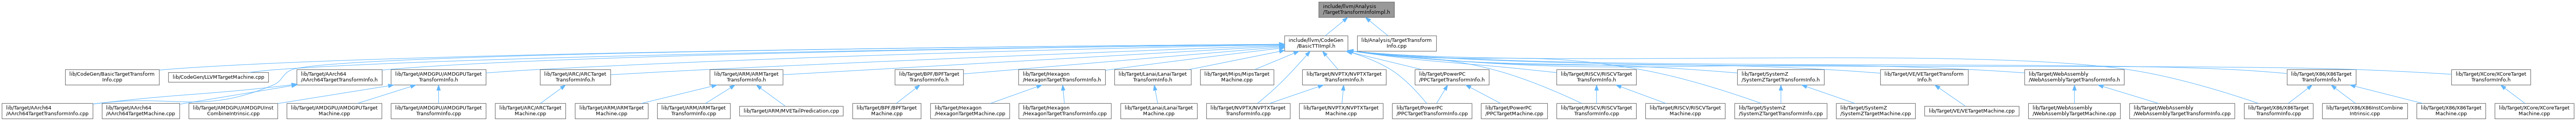 include/llvm/Analysis
/TargetTransformInfoImpl.h
include/llvm/CodeGen
/BasicTTIImpl.h
lib/Analysis/TargetTransform
Info.cpp
lib/CodeGen/BasicTargetTransform
Info.cpp
lib/CodeGen/LLVMTargetMachine.cpp
lib/Target/AArch64
/AArch64TargetTransformInfo.h
lib/Target/AMDGPU/AMDGPUTarget
TransformInfo.h
lib/Target/ARC/ARCTarget
TransformInfo.h
lib/Target/ARM/ARMTarget
TransformInfo.h
lib/Target/BPF/BPFTarget
TransformInfo.h
lib/Target/Hexagon
/HexagonTargetTransformInfo.h
lib/Target/Lanai/LanaiTarget
TransformInfo.h
lib/Target/Mips/MipsTarget
Machine.cpp
lib/Target/NVPTX/NVPTXTarget
TransformInfo.h
lib/Target/PowerPC
/PPCTargetTransformInfo.h
lib/Target/RISCV/RISCVTarget
TransformInfo.h
lib/Target/SystemZ
/SystemZTargetTransformInfo.h
lib/Target/VE/VETargetTransform
Info.h
lib/Target/WebAssembly
/WebAssemblyTargetTransformInfo.h
lib/Target/X86/X86Target
TransformInfo.h
lib/Target/XCore/XCoreTarget
TransformInfo.h
lib/Target/AArch64
/AArch64TargetTransformInfo.cpp
lib/Target/AArch64
/AArch64TargetMachine.cpp
lib/Target/AMDGPU/AMDGPUInst
CombineIntrinsic.cpp
lib/Target/AMDGPU/AMDGPUTarget
Machine.cpp
lib/Target/AMDGPU/AMDGPUTarget
TransformInfo.cpp
lib/Target/ARC/ARCTarget
Machine.cpp
lib/Target/ARM/ARMTarget
Machine.cpp
lib/Target/ARM/ARMTarget
TransformInfo.cpp
lib/Target/ARM/MVETailPredication.cpp
lib/Target/BPF/BPFTarget
Machine.cpp
lib/Target/Hexagon
/HexagonTargetMachine.cpp
lib/Target/Hexagon
/HexagonTargetTransformInfo.cpp
lib/Target/Lanai/LanaiTarget
Machine.cpp
lib/Target/NVPTX/NVPTXTarget
TransformInfo.cpp
lib/Target/NVPTX/NVPTXTarget
Machine.cpp
lib/Target/PowerPC
/PPCTargetTransformInfo.cpp
lib/Target/PowerPC
/PPCTargetMachine.cpp
lib/Target/RISCV/RISCVTarget
TransformInfo.cpp
lib/Target/RISCV/RISCVTarget
Machine.cpp
lib/Target/SystemZ
/SystemZTargetTransformInfo.cpp
lib/Target/SystemZ
/SystemZTargetMachine.cpp
lib/Target/VE/VETargetMachine.cpp
lib/Target/WebAssembly
/WebAssemblyTargetMachine.cpp
lib/Target/WebAssembly
/WebAssemblyTargetTransformInfo.cpp
lib/Target/X86/X86Target
TransformInfo.cpp
lib/Target/X86/X86InstCombine
Intrinsic.cpp
lib/Target/X86/X86Target
Machine.cpp
lib/Target/XCore/XCoreTarget
Machine.cpp